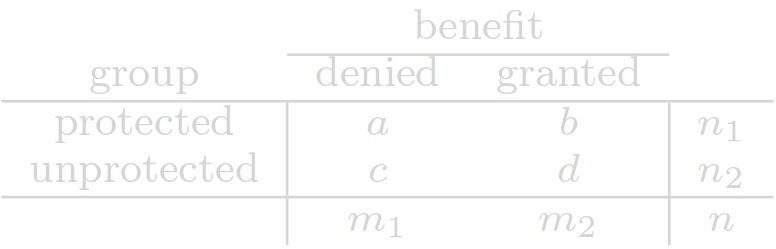 benefit
group denied granted
protected a b n₁
unprotected c d n₂
m₁ m₂ n